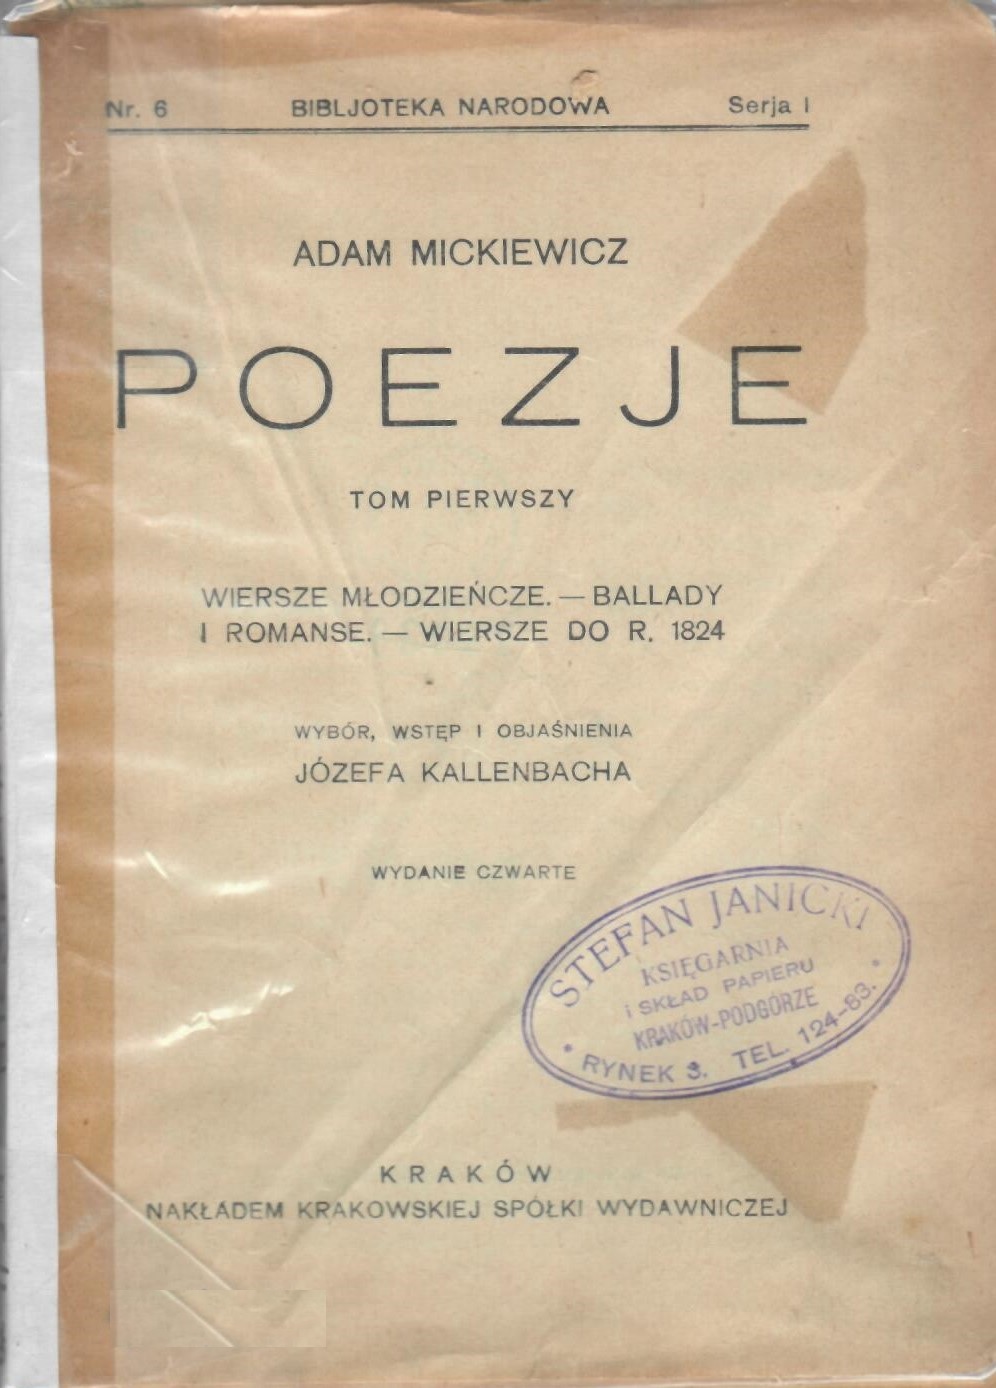 Nr. 6 BIBLJOTEKA NARODOWA Serja I
ADAM MICKIEWICZ
POEZJE
TOM PIERWSZY
WIERSZE MŁODZIEŃCZE. — BALLADY
I ROMANSE. — WIERSZE DO R. 1824
WYBÓR, WSTĘP I OBJAŚNIENIA
JÓZEFA KALLENBACHA
WYDANIE CZWARTE
STEFAN JANICKI
KSIĘGARNIA
i SKŁAD PAPIERU
KRAKÓW-PODGÓRZE
RYNEK 3. TEL. 124-83.
KRAKÓW
NAKŁADEM KRAKOWSKIEJ SPÓŁKI WYDAWNICZEJ